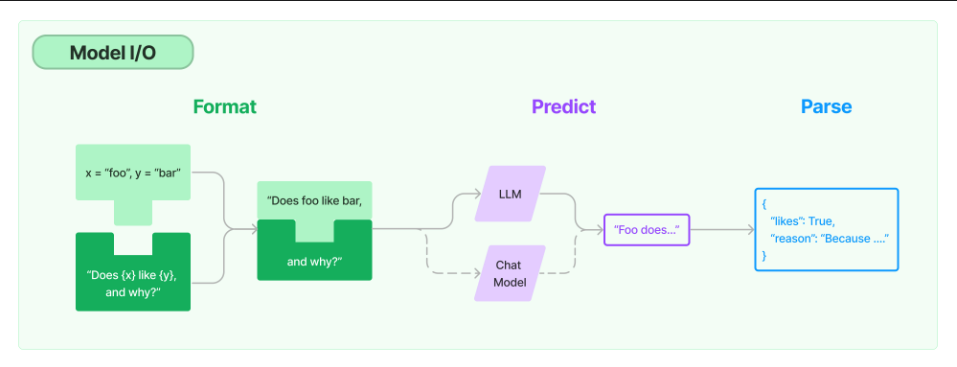 Model I/O
Format
Predict
Parse
x = “foo”, y = “bar”
“Does {x} like {y},
and why?”
“Does foo like bar,
and why?”
LLM
Chat
Model
“Foo does...”
{
“likes”: True,
“reason”: “Because ....”
}